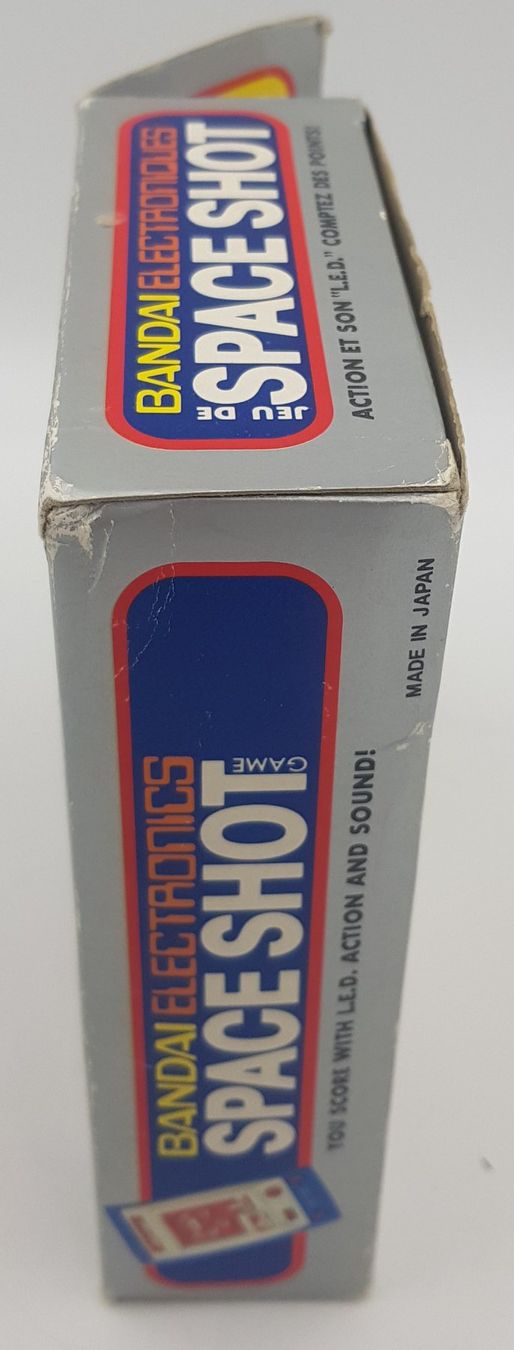 BANDAI ELECTRONIQUES
JEU DE
SPACE SHOT
ACTION ET SON "L.E.D." COMPTEZ DES POINTS!
BANDAI ELECTRONICS
SPACE SHOT
GAME
YOU SCORE WITH L.E.D. ACTION AND SOUND!
MADE IN JAPAN